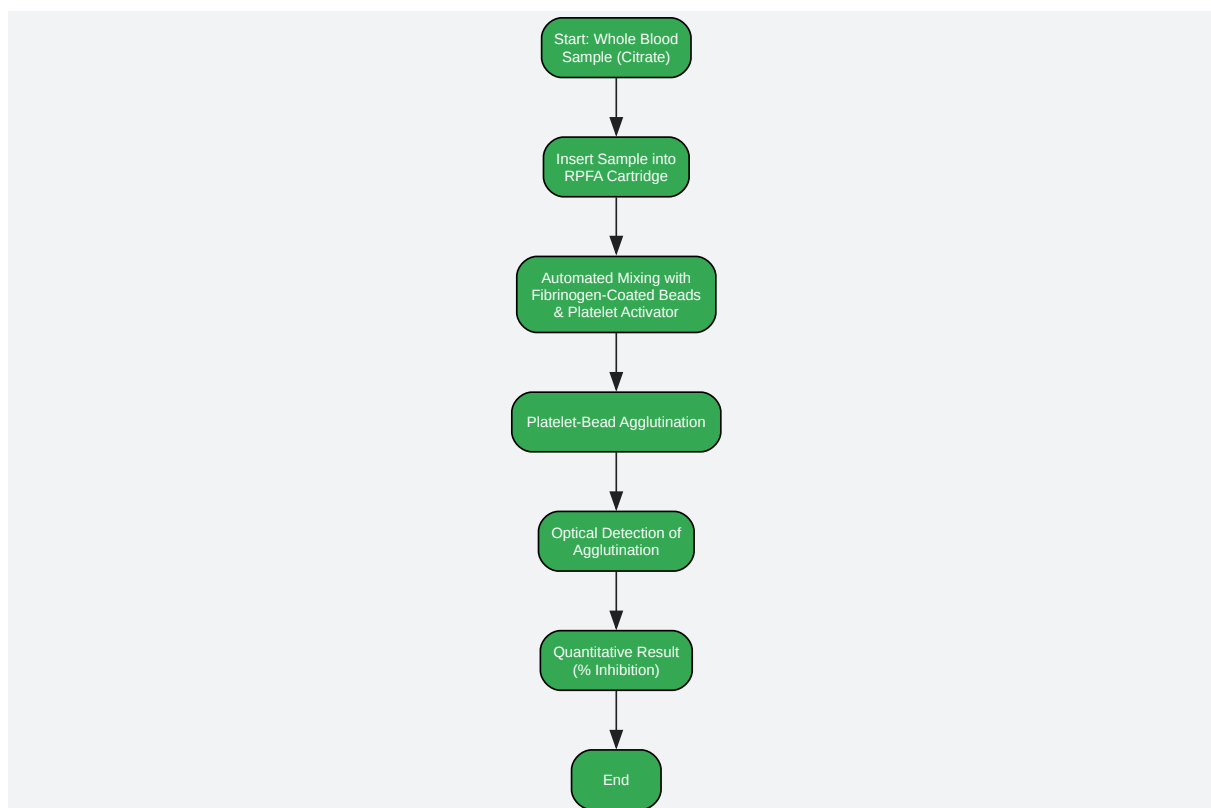 Start: Whole Blood
Sample (Citrate)
Insert Sample into
RPFA Cartridge
Automated Mixing with
Fibrinogen-Coated Beads
& Platelet Activator
Platelet-Bead Agglutination
Optical Detection of
Agglutination
Quantitative Result
(% Inhibition)
End